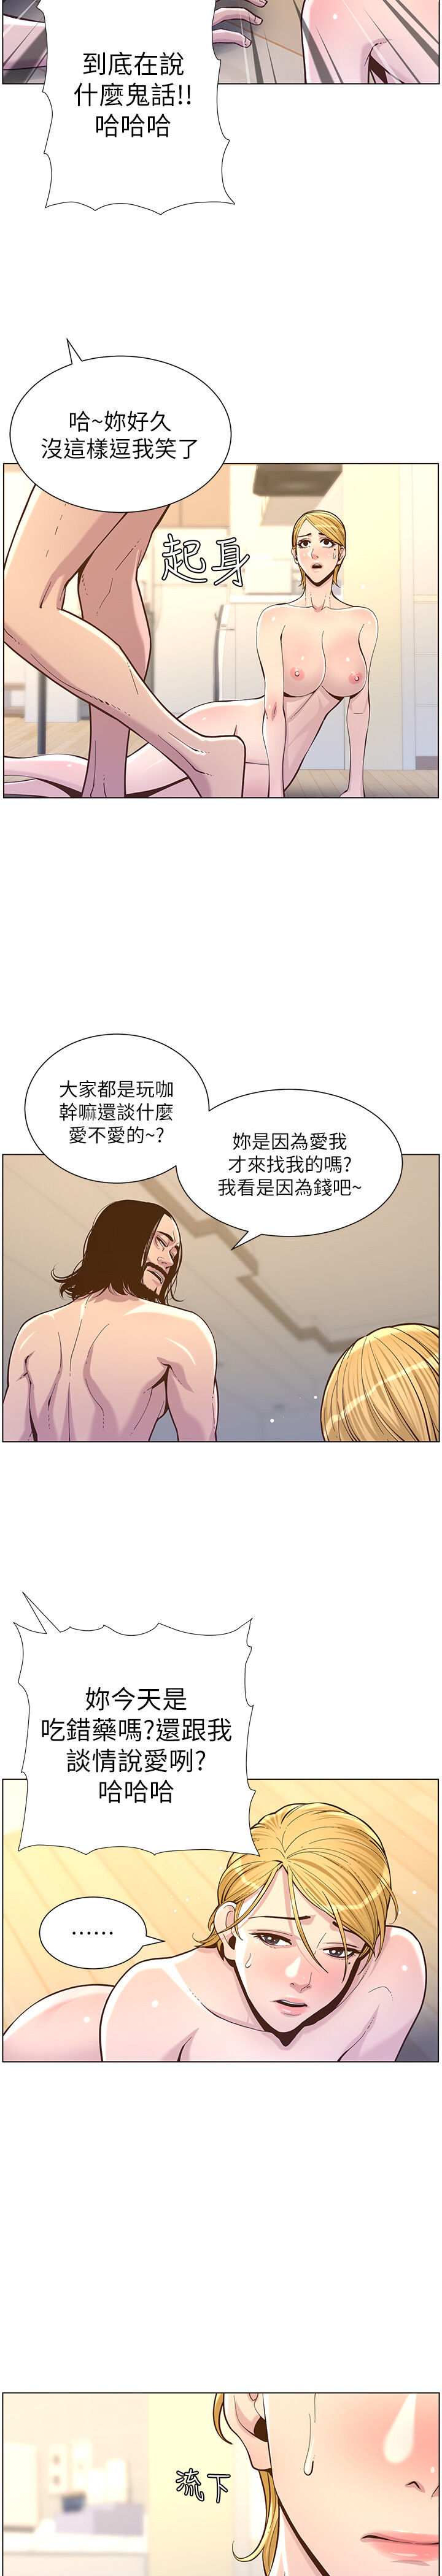 到底在說
什麼鬼話!!
哈哈哈
哈~妳好久
沒這樣逗我笑了
起身
大家都是玩咖
幹嘛還談什麼
愛不愛的~?
妳是因為愛我
才來找我的嗎?
我看是因為錢吧~
妳今天是
吃錯藥嗎?還跟我
談情說愛咧?
哈哈哈
……
流下